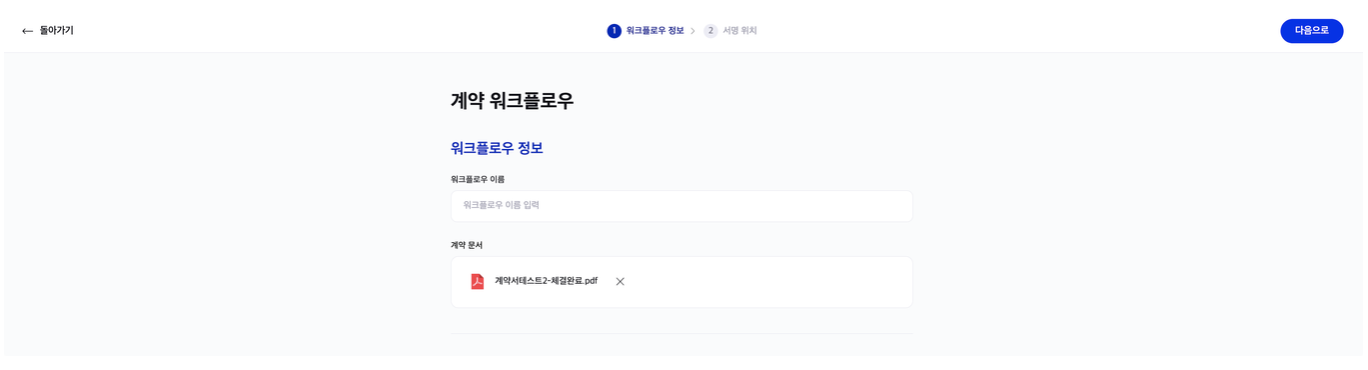 돌아가기
1 워크플로우 정보 > 2 서명 위치
다음으로
계약 워크플로우
워크플로우 정보
워크플로우 이름
워크플로우 이름 입력
계약 문서
계약서테스트2-체결완료.pdf